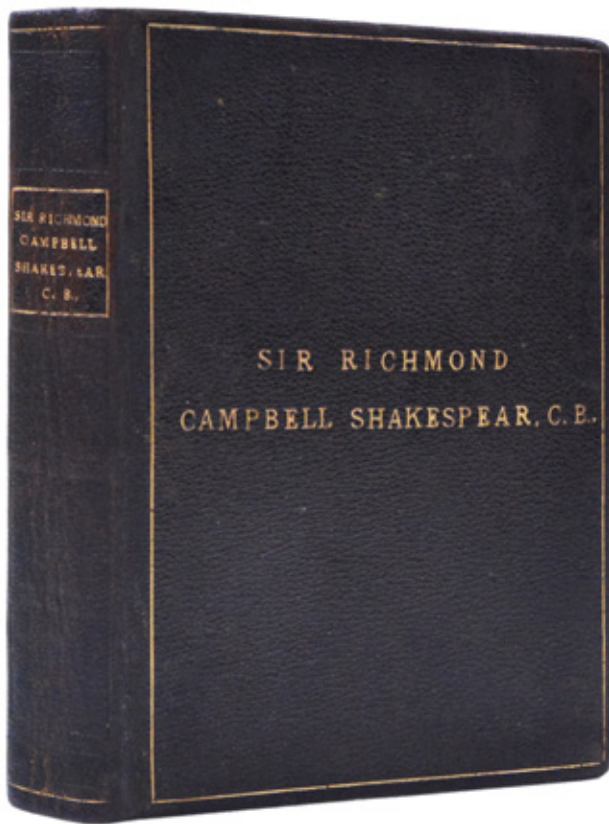 SIR RICHMOND
CAMPBELL
C. B.,
SIR RICHMOND
CAMPBELL SHAKESPEAR, C. B.,